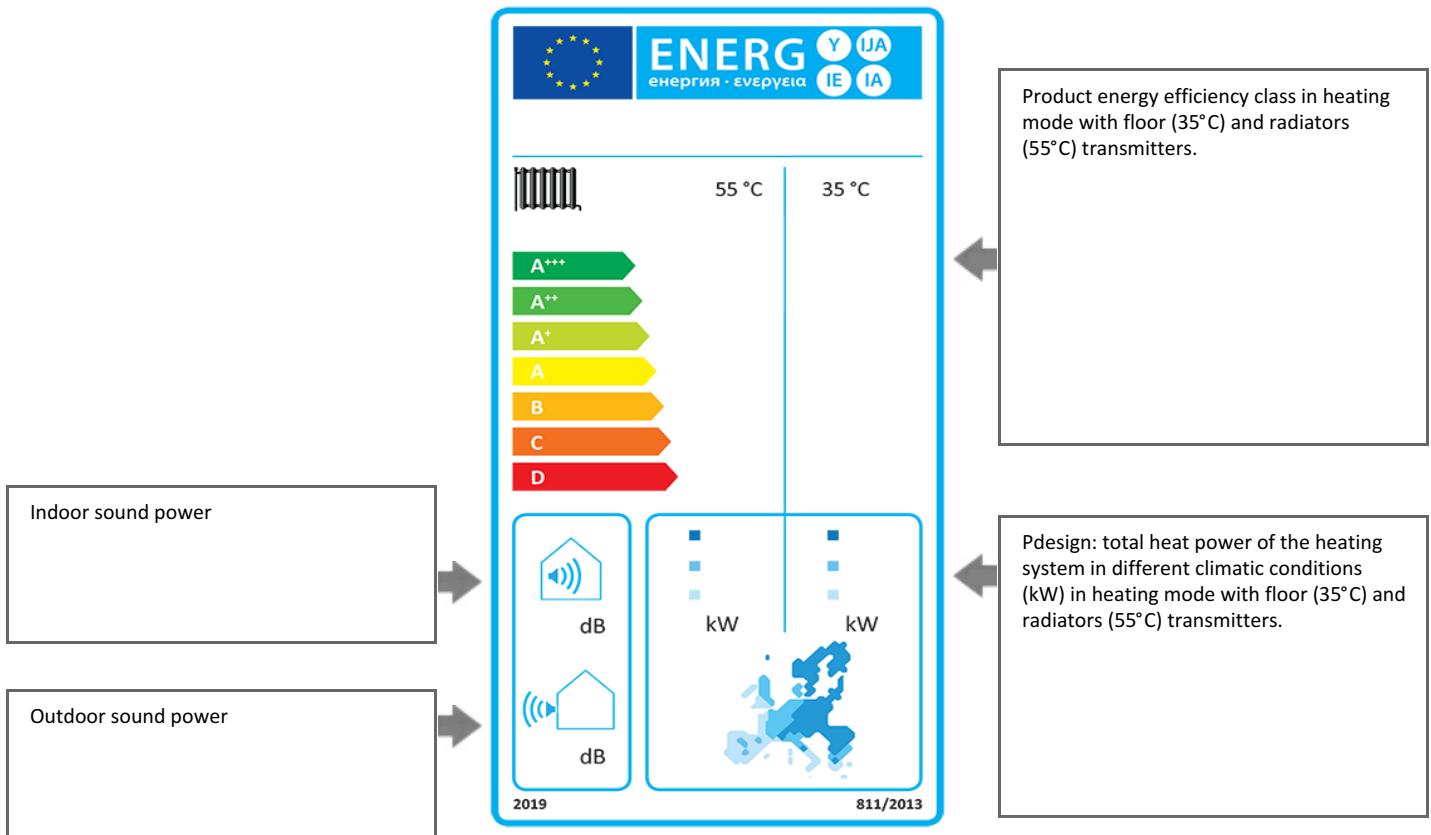 ENERG Y IJA
енергия · ενεργεια IE IA
55 °C 35 °C
A+++
A++
A+
A
B
C
D
dB
dB
kW kW
2019 811/2013
Product energy efficiency class in heating
mode with floor (35°C) and radiators
(55°C) transmitters.
Indoor sound power
Outdoor sound power
Pdesign: total heat power of the heating
system in different climatic conditions
(kW) in heating mode with floor (35°C) and
radiators (55°C) transmitters.